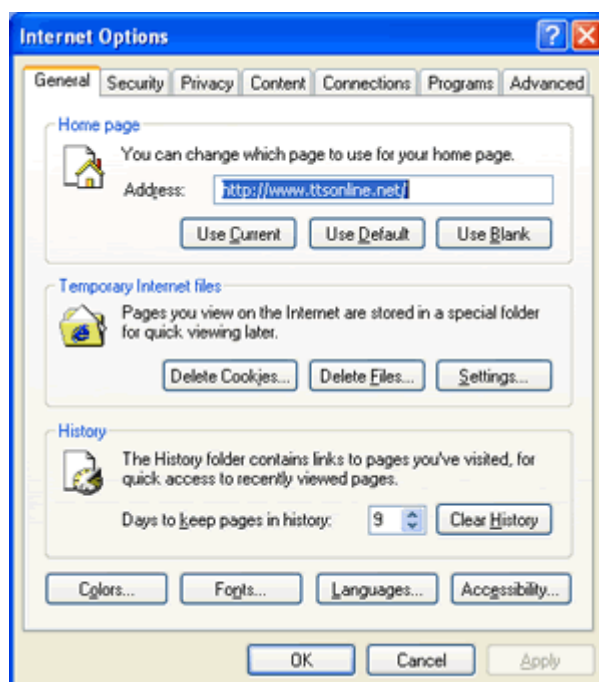 Internet Options
General Security Privacy Content Connections Programs Advanced
Home page
You can change which page to use for your home page.
Address: http://www.ttsonline.net/
Use Current Use Default Use Blank
Temporary Internet files
Pages you view on the Internet are stored in a special folder
for quick viewing later.
Delete Cookies... Delete Files... Settings...
History
The History folder contains links to pages you've visited, for
quick access to recently viewed pages.
Days to keep pages in history: 9 Clear History
Colors... Fonts... Languages... Accessibility...
OK Cancel Apply